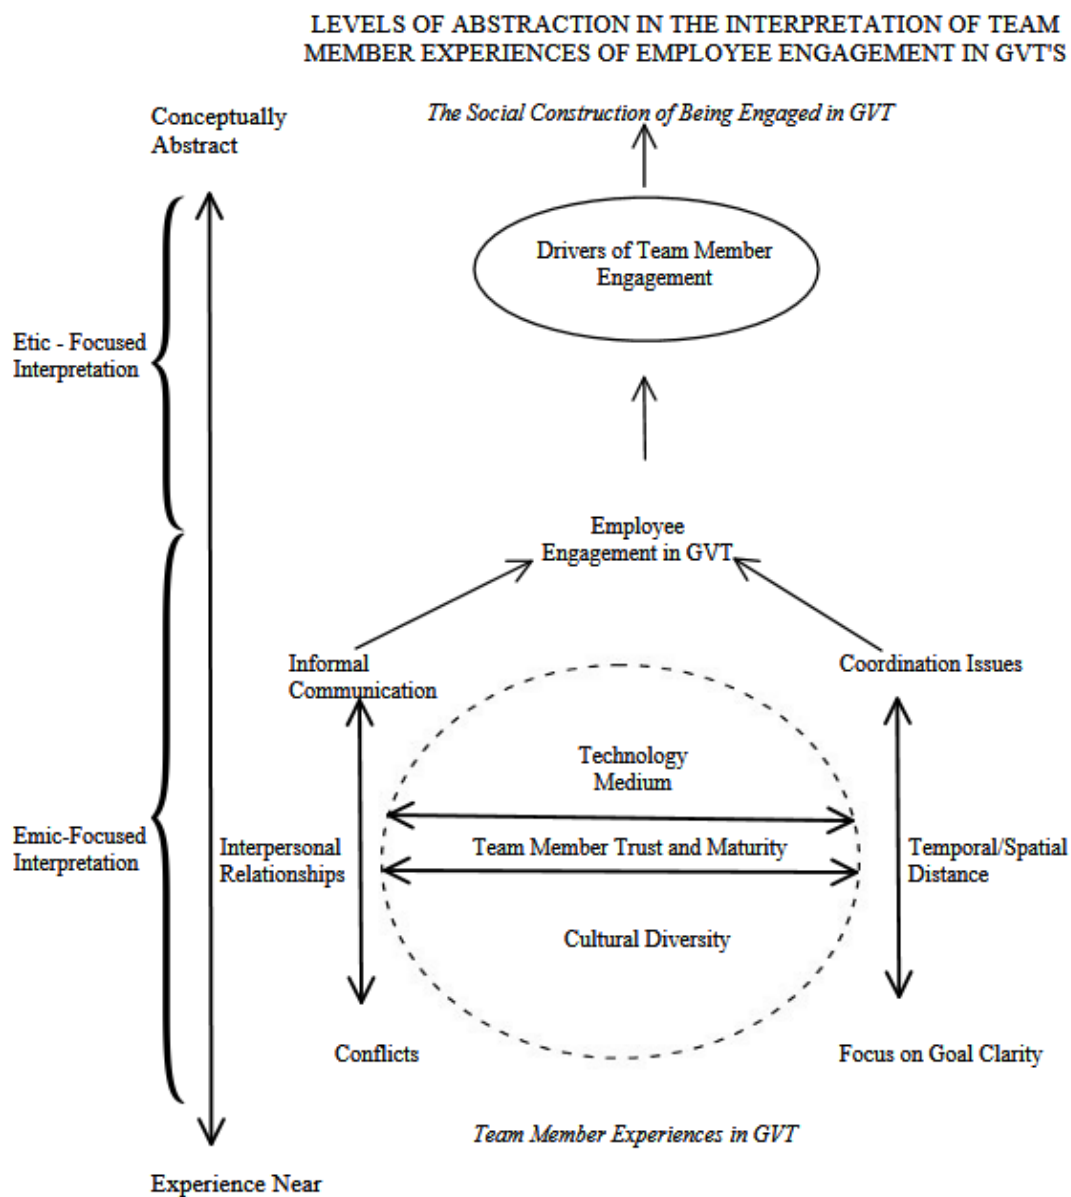 LEVELS OF ABSTRACTION IN THE INTERPRETATION OF TEAM
MEMBER EXPERIENCES OF EMPLOYEE ENGAGEMENT IN GVT'S
Conceptually
Abstract
The Social Construction of Being Engaged in GVT
Drivers of Team Member
Engagement
Etic - Focused
Interpretation
Employee
Engagement in GVT
Informal
Communication
Coordination Issues
Technology
Medium
Emic-Focused
Interpretation
Interpersonal
Relationships
Team Member Trust and Maturity
Temporal/Spatial
Distance
Cultural Diversity
Conflicts
Focus on Goal Clarity
Team Member Experiences in GVT
Experience Near